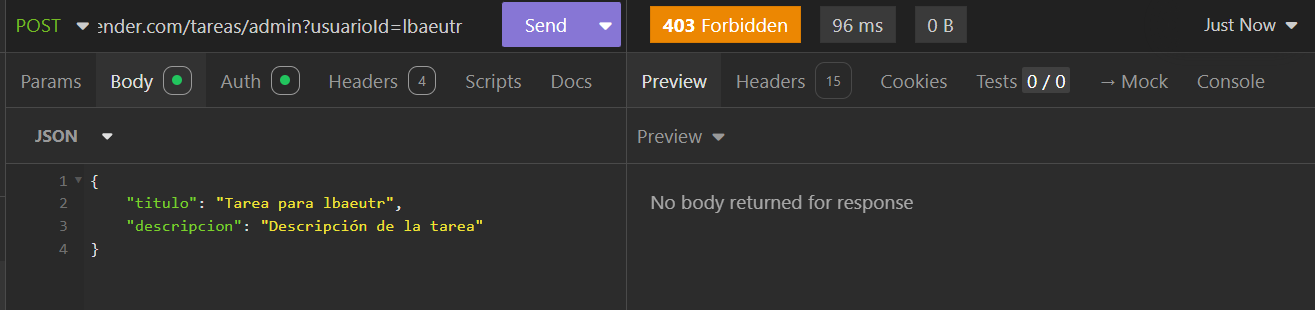 POST ender.com/tareas/admin?usuarioId=lbaeutr Send 403 Forbidden 96 ms 0 B Just Now
Params Body Auth Headers 4 Scripts Docs Preview Headers 15 Cookies Tests 0 / 0 → Mock Console
JSON Preview
1 {
2 "titulo": "Tarea para lbaeutr",
3 "descripcion": "Descripción de la tarea"
4 }
No body returned for response